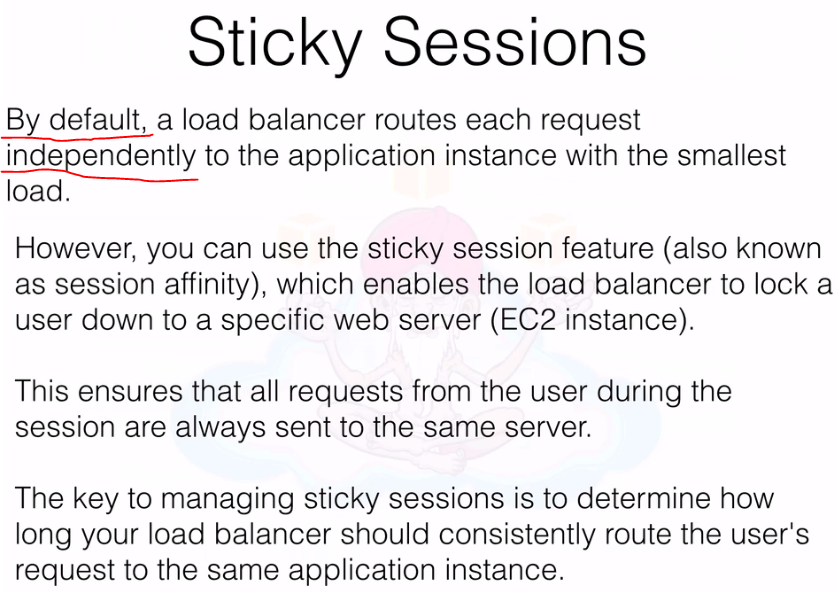 Sticky Sessions
By default, a load balancer routes each request
independently to the application instance with the smallest
load.
However, you can use the sticky session feature (also known
as session affinity), which enables the load balancer to lock a
user down to a specific web server (EC2 instance).
This ensures that all requests from the user during the
session are always sent to the same server.
The key to managing sticky sessions is to determine how
long your load balancer should consistently route the user's
request to the same application instance.